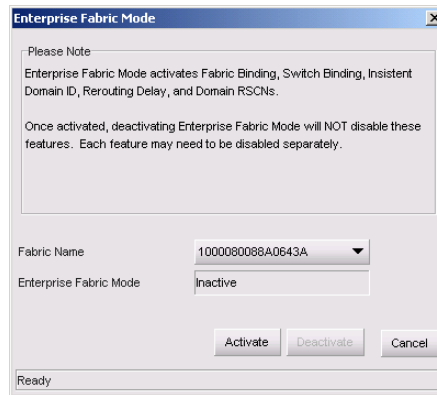 Enterprise Fabric Mode
Please Note
Enterprise Fabric Mode activates Fabric Binding, Switch Binding, Insistent
Domain ID, Rerouting Delay, and Domain RSCNs.
Once activated, deactivating Enterprise Fabric Mode will NOT disable these
features. Each feature may need to be disabled separately.
Fabric Name
1000080088A0643A
Enterprise Fabric Mode
Inactive
Activate
Deactivate
Cancel
Ready